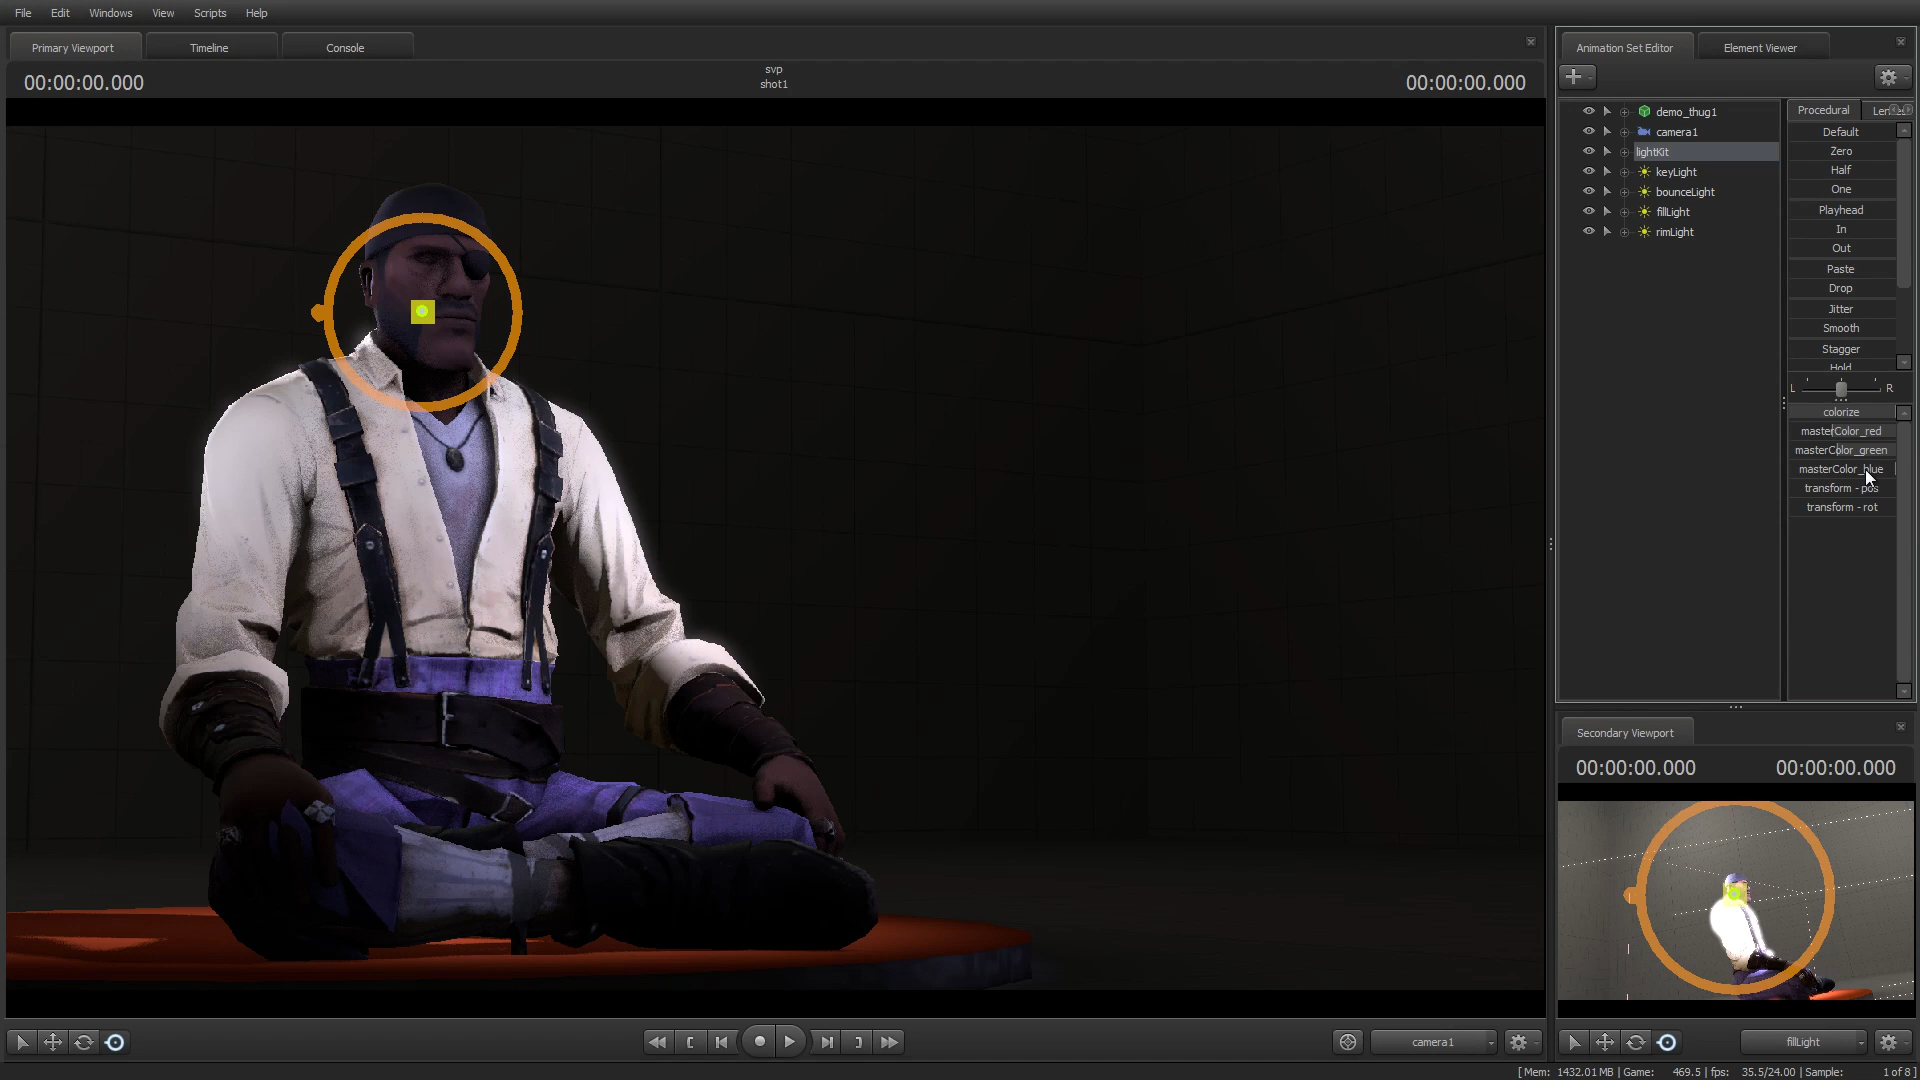 File Edit Windows View Scripts Help
Primary Viewport Timeline Console
00:00:00.000 svp 00:00:00.000
shot1
Animation Set Editor Element Viewer
demo_thug1
camera1
lightKit
keyLight
bounceLight
fillLight
rimLight
Procedural
Default
Zero
Half
One
Playhead
In
Out
Paste
Drop
Jitter
Smooth
Stagger
Hold
L R
colorize
masterColor_red
masterColor_green
masterColor_blue
transform - pos
transform - rot
Secondary Viewport
00:00:00.000 00:00:00.000
camera1
fillLight
[ Mem: 1432.01 MB | Game: 469.5 | fps: 35.5/24.00 | Sample: 1 of 8 ]